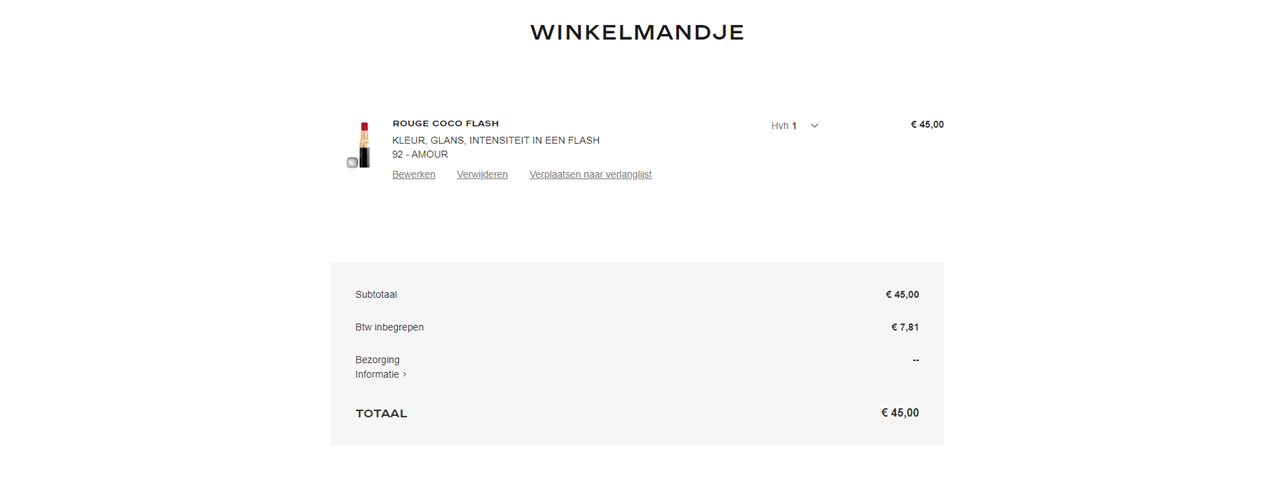 WINKELMANDJE
ROUGE COCO FLASH
Hvh 1
€ 45,00
KLEUR, GLANS, INTENSITEIT IN EEN FLASH
92 - AMOUR
Bewerken Verwijderen Verplaatsen naar verlanglijst
Subtotaal € 45,00
Btw inbegrepen € 7,81
Bezorging --
Informatie >
TOTAAL € 45,00